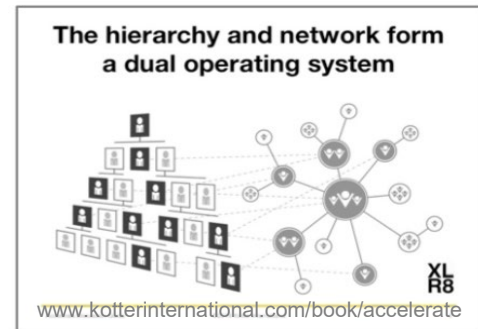 The hierarchy and network form
a dual operating system
XL
R8
www.kotterinternational.com/book/accelerate